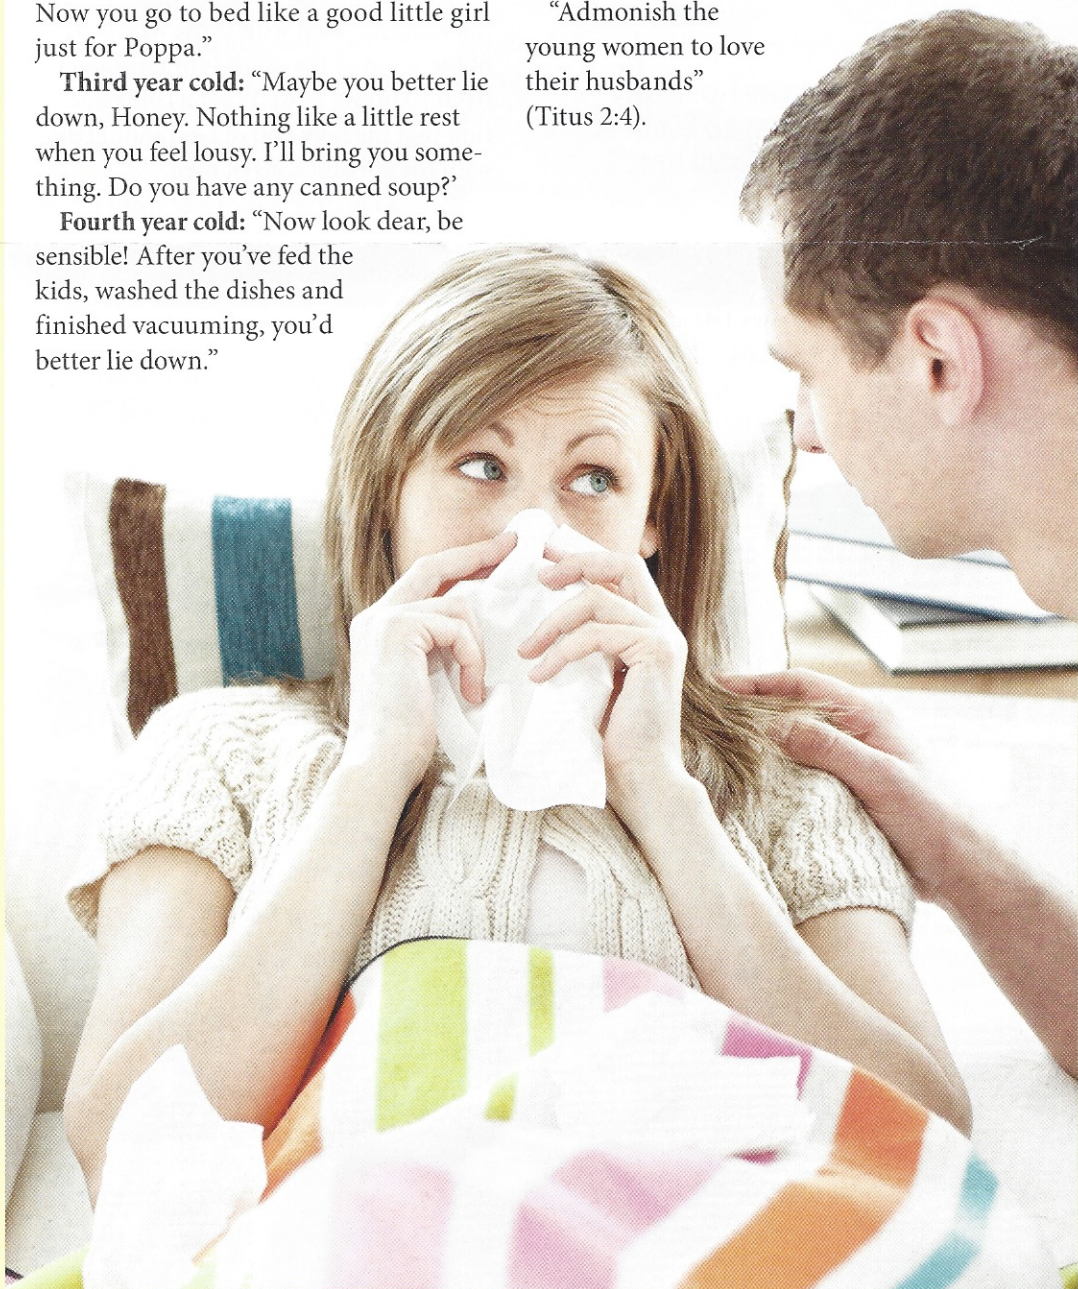 Now you go to bed like a good little girl
just for Poppa.”
Third year cold: “Maybe you better lie
down, Honey. Nothing like a little rest
when you feel lousy. I’ll bring you some-
thing. Do you have any canned soup?’
Fourth year cold: “Now look dear, be
sensible! After you’ve fed the
kids, washed the dishes and
finished vacuuming, you’d
better lie down.”
“Admonish the
young women to love
their husbands”
(Titus 2:4).